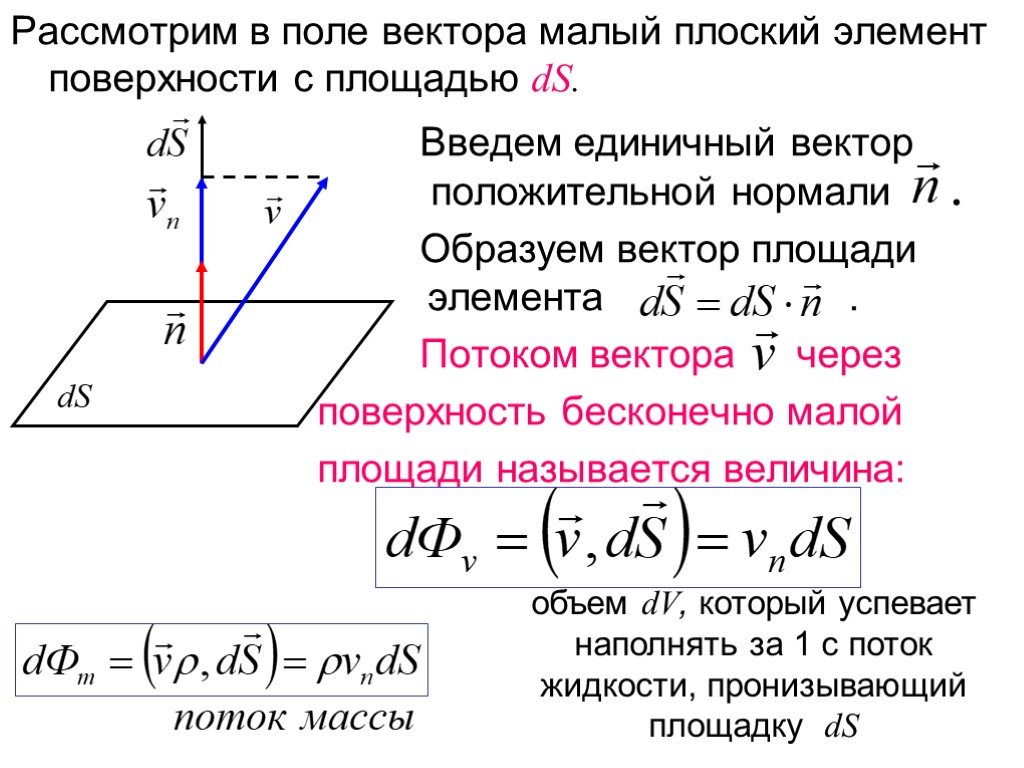 Рассмотрим в поле вектора малый плоский элемент
поверхности с площадью dS.
dS⃗
v⃗ₙ
v⃗
n⃗
dS
Введем единичный вектор
положительной нормали n⃗ .
Образуем вектор площади
элемента dS⃗ = dS · n⃗ .
Потоком вектора v⃗ через
поверхность бесконечно малой
площади называется величина:
dФᵥ = (v⃗, dS⃗) = vₙdS
объем dV, который успевает
наполнять за 1 с поток
жидкости, пронизывающий
площадку dS
dФₘ = (v⃗ρ, dS⃗) = ρvₙdS
поток массы